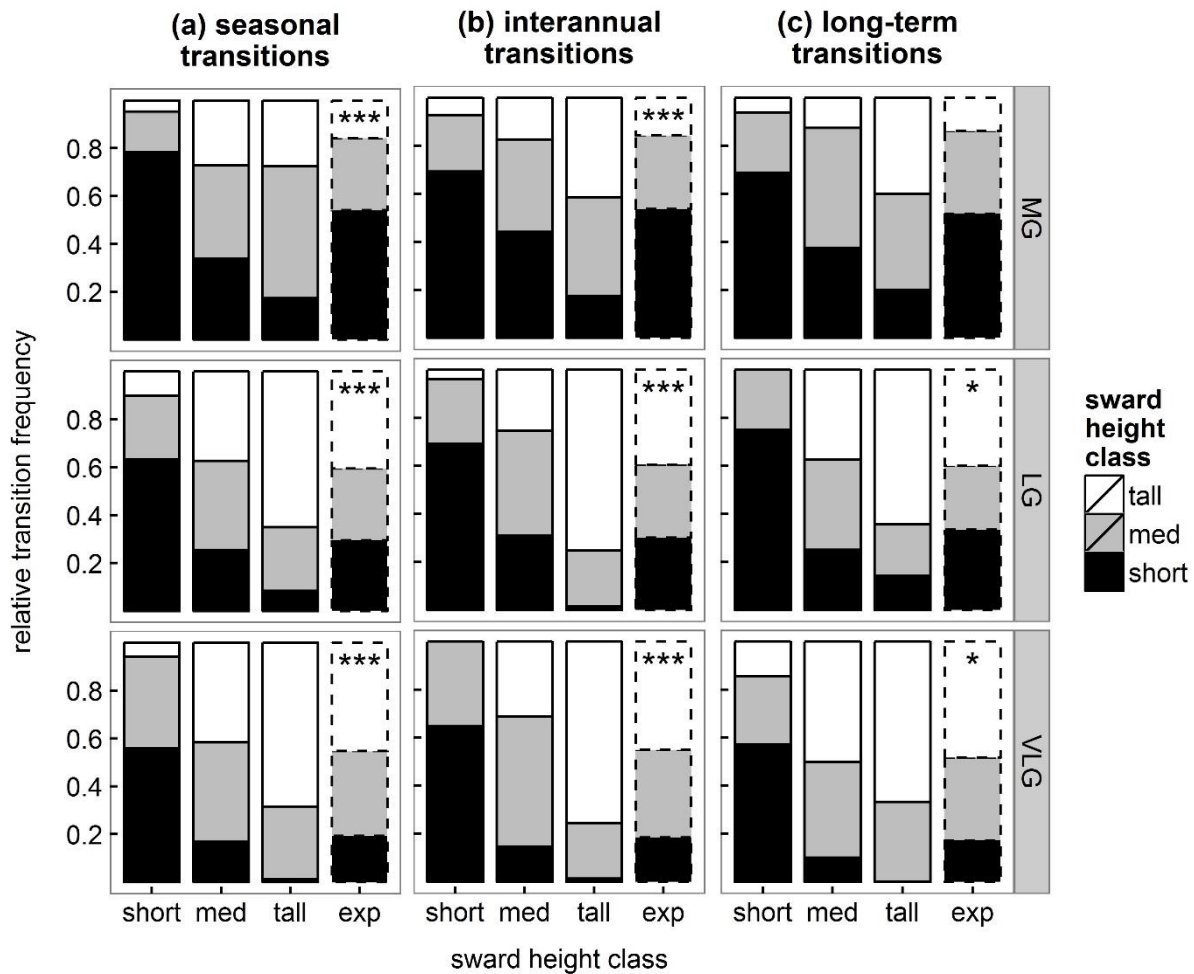 (a) seasonal
transitions
(b) interannual
transitions
(c) long-term
transitions
relative transition frequency
0.8
0.6
0.4
0.2
***
***
MG
0.8
0.6
0.4
0.2
***
***
*
LG
0.8
0.6
0.4
0.2
***
***
*
VLG
short med tall exp
short med tall exp
short med tall exp
sward height class
sward
height
class
tall
med
short